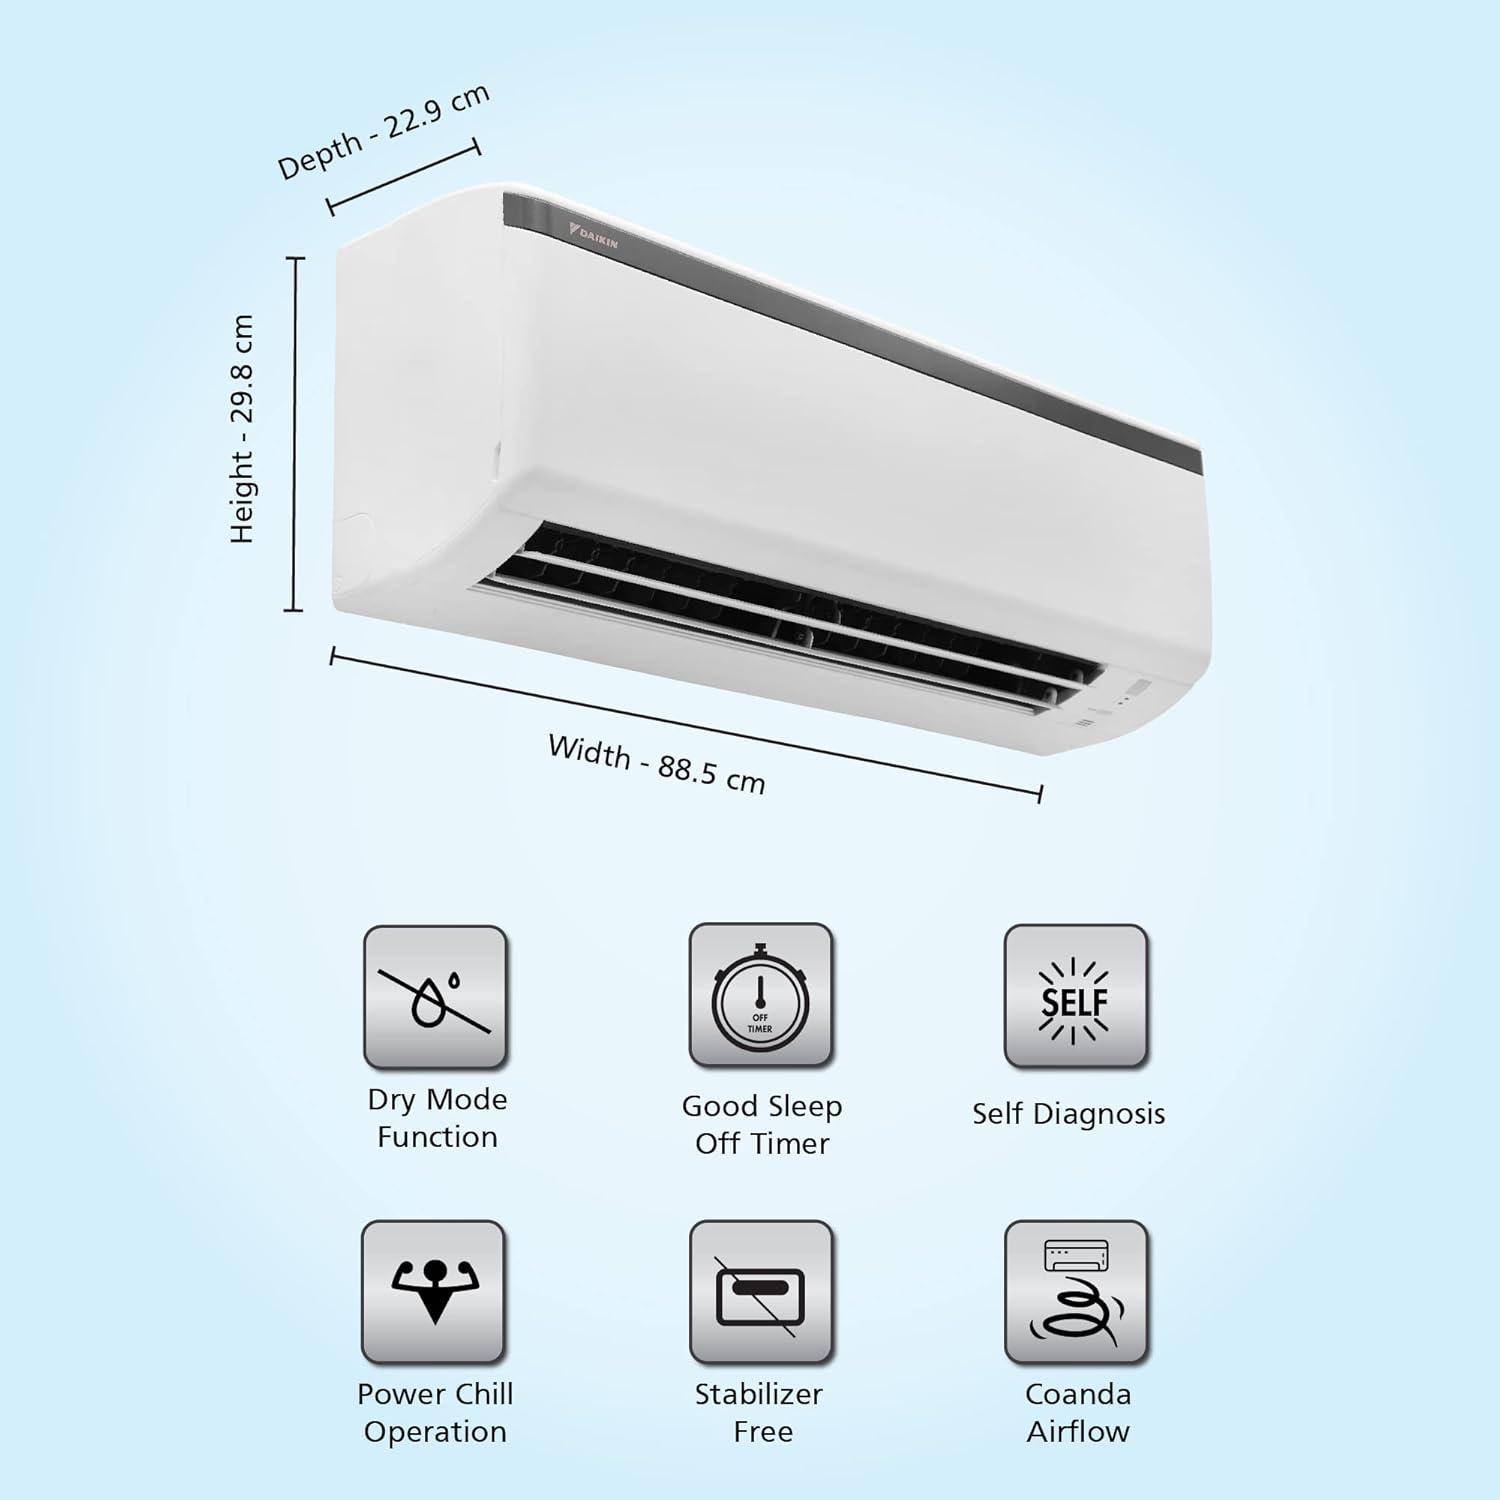 Depth - 22.9 cm
DAIKIN
Height - 29.8 cm
Width - 88.5 cm
OFF
TIMER
SELF
Dry Mode
Function
Good Sleep
Off Timer
Self Diagnosis
Power Chill
Operation
Stabilizer
Free
Coanda
Airflow